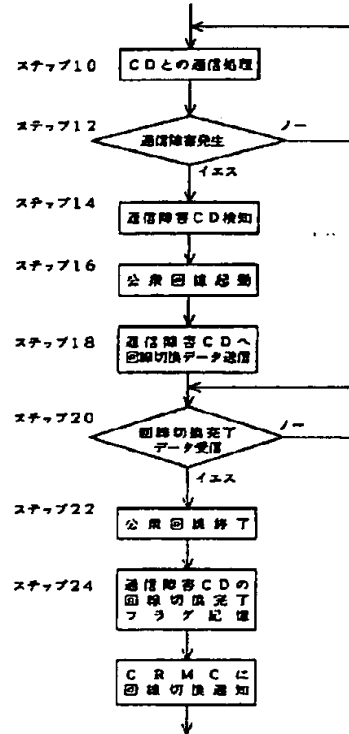 ステップ10
CDとの通信処理
ステップ12
通信障害発生
ノー
イエス
ステップ14
通信障害CD検知
ステップ16
公衆回線起動
ステップ18
通信障害CDへ
回線切換データ送信
ステップ20
回線切換完了
データ受信
ノー
イエス
ステップ22
公衆回線終了
ステップ24
通信障害CDの
回線切換完了
フラグ記憶
CRMCに
回線切換通知